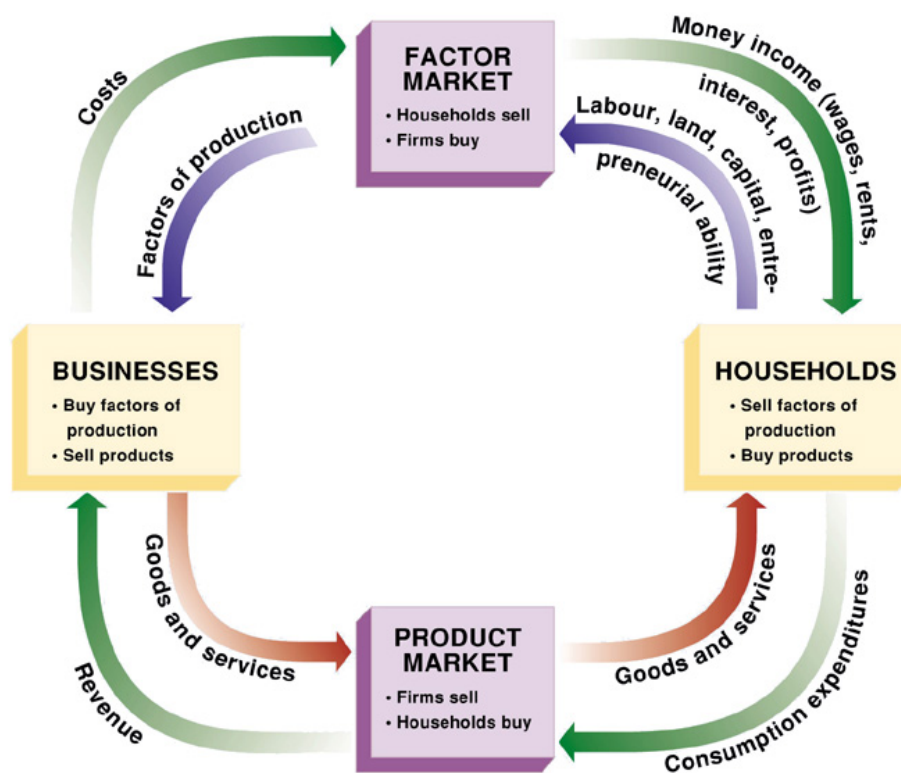 FACTOR
MARKET
• Households sell
• Firms buy
Costs
Factors of production
Money income (wages, rents,
interest, profits)
Labour, land, capital, entre-
preneurial ability
BUSINESSES
• Buy factors of
production
• Sell products
HOUSEHOLDS
• Sell factors of
production
• Buy products
Goods and services
Revenue
PRODUCT
MARKET
• Firms sell
• Households buy
Goods and services
Consumption expenditures